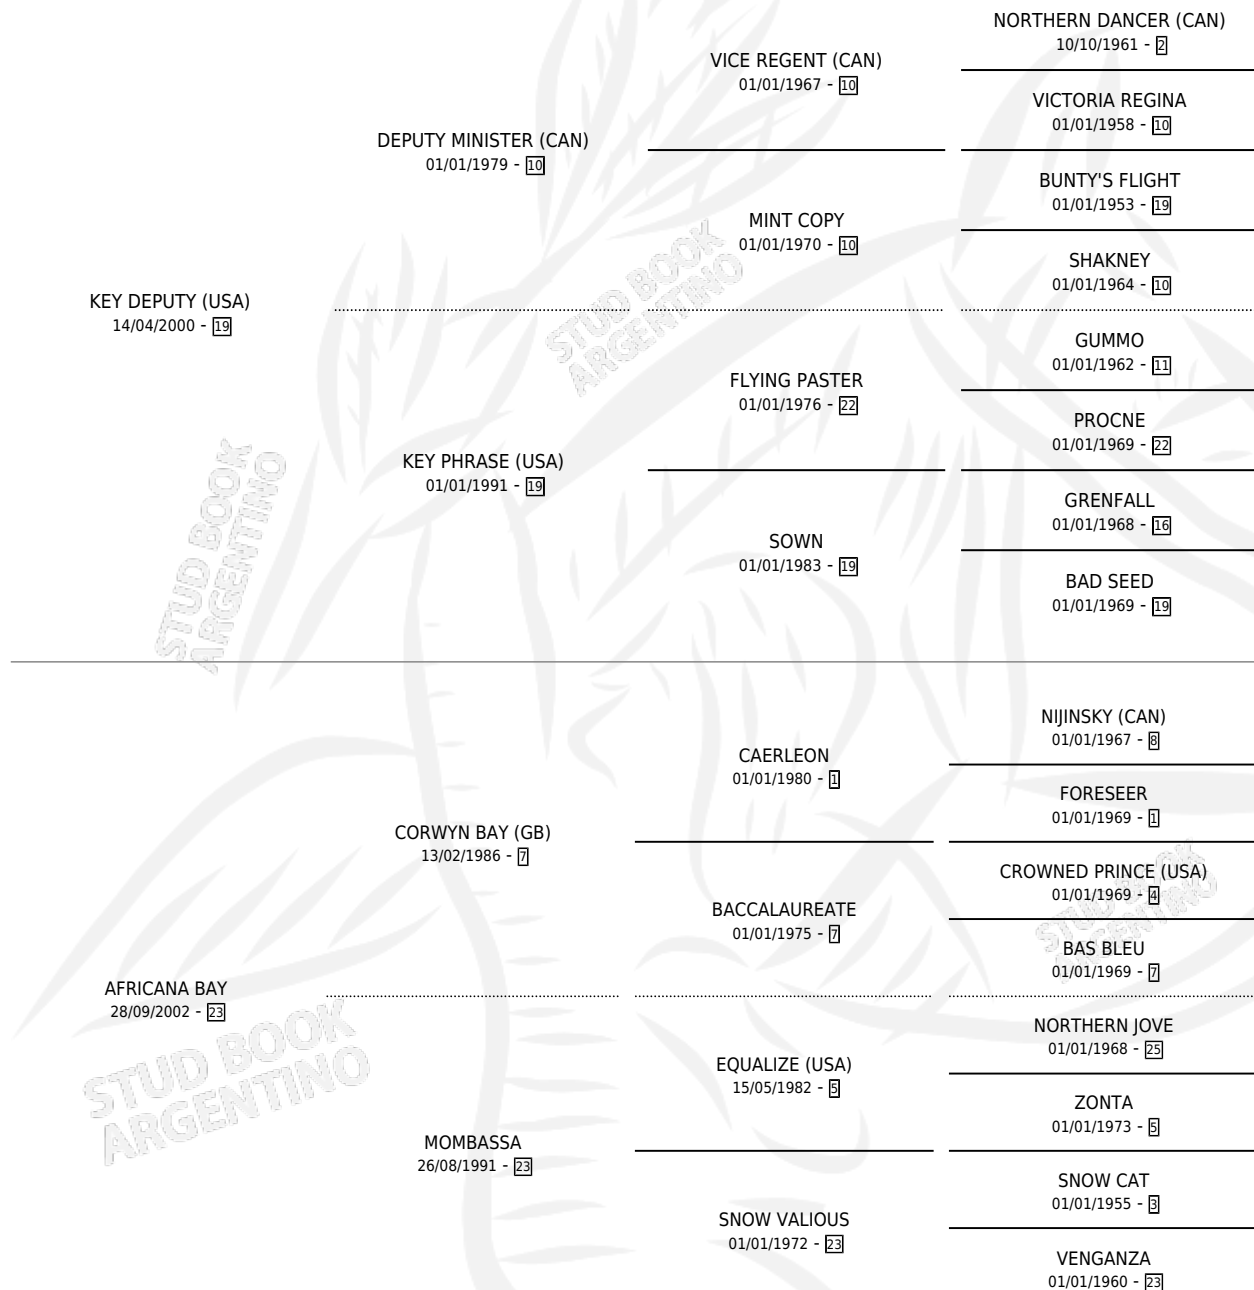 NORTHERN DANCER (CAN)
10/10/1961 - 2
VICE REGENT (CAN)
01/01/1967 - 10
VICTORIA REGINA
01/01/1958 - 10
DEPUTY MINISTER (CAN)
01/01/1979 - 10
BUNTY'S FLIGHT
01/01/1953 - 19
MINT COPY
01/01/1970 - 10
SHAKNEY
01/01/1964 - 10
KEY DEPUTY (USA)
14/04/2000 - 19
GUMMO
01/01/1962 - 11
FLYING PASTER
01/01/1976 - 22
PROCNE
01/01/1969 - 22
KEY PHRASE (USA)
01/01/1991 - 19
GRENFALL
01/01/1968 - 16
SOWN
01/01/1983 - 19
BAD SEED
01/01/1969 - 19
NIJINSKY (CAN)
01/01/1967 - 8
CAERLEON
01/01/1980 - 1
FORESEER
01/01/1969 - 1
CORWYN BAY (GB)
13/02/1986 - 7
CROWNED PRINCE (USA)
01/01/1969 - 4
BACCALAUREATE
01/01/1975 - 7
BAS BLEU
01/01/1969 - 7
AFRICANA BAY
28/09/2002 - 23
NORTHERN JOVE
01/01/1968 - 25
EQUALIZE (USA)
15/05/1982 - 5
ZONTA
01/01/1973 - 5
MOMBASSA
26/08/1991 - 23
SNOW CAT
01/01/1955 - 3
SNOW VALIOUS
01/01/1972 - 23
VENGANZA
01/01/1960 - 23
STUD BOOK
ARGENTINO
STUD BOOK
ARGENTINO
STUD BOOK
ARGENTINO
STUD BOOK
ARGENTINO